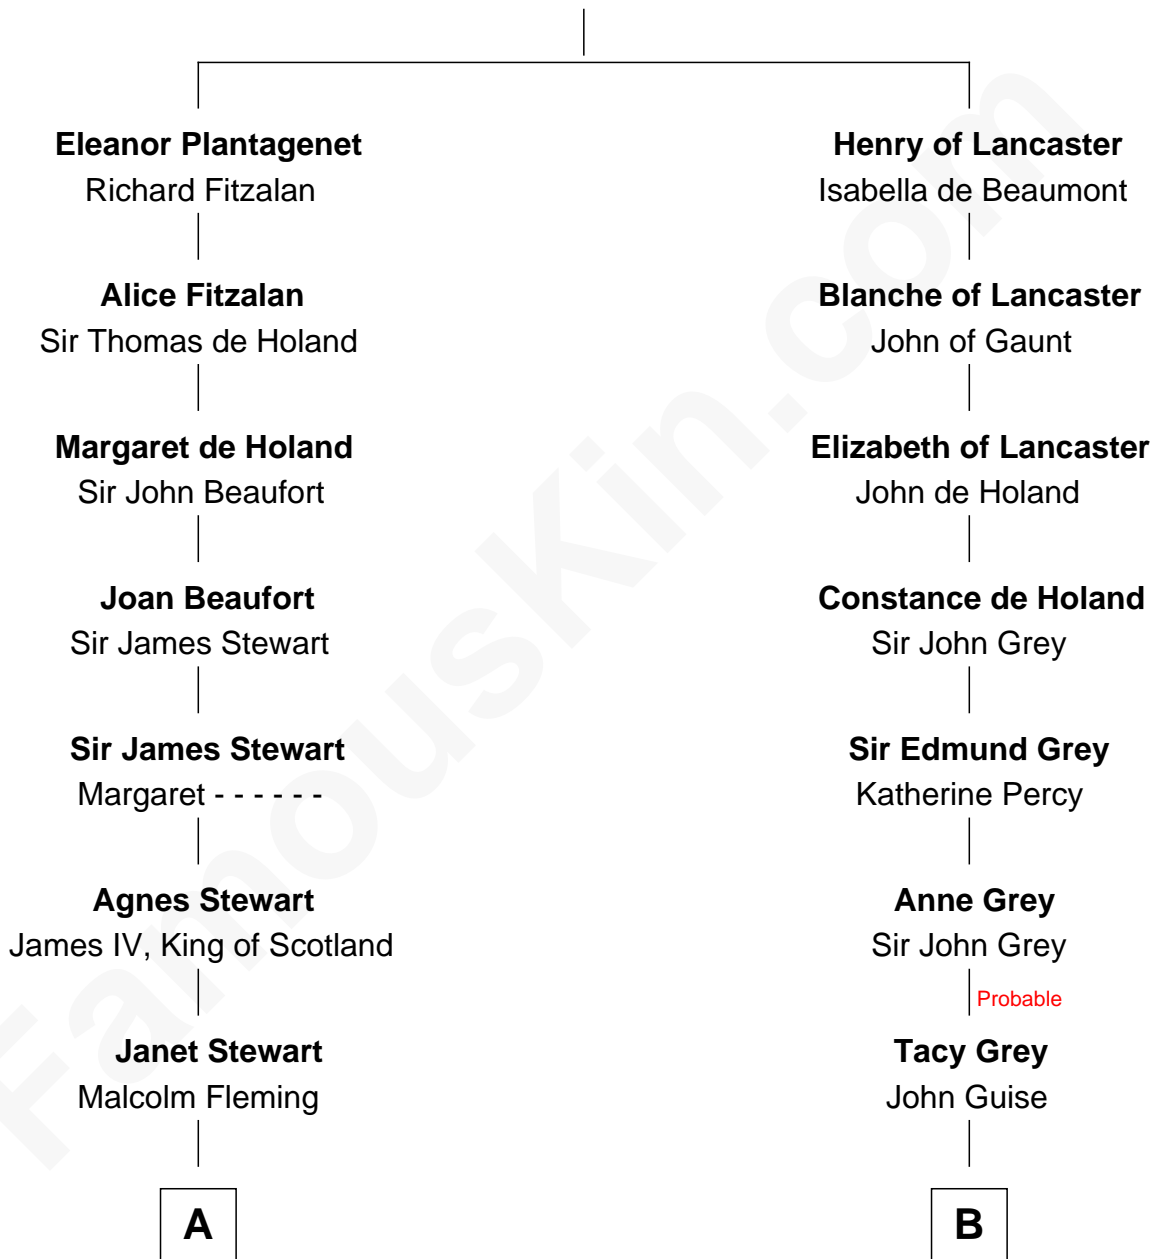 Eleanor Plantagenet
Richard Fitzalan
Alice Fitzalan
Sir Thomas de Holand
Margaret de Holand
Sir John Beaufort
Joan Beaufort
Sir James Stewart
Sir James Stewart
Margaret - - - - - -
Agnes Stewart
James IV, King of Scotland
Janet Stewart
Malcolm Fleming
A
Henry of Lancaster
Isabella de Beaumont
Blanche of Lancaster
John of Gaunt
Elizabeth of Lancaster
John de Holand
Constance de Holand
Sir John Grey
Sir Edmund Grey
Katherine Percy
Anne Grey
Sir John Grey
Probable
Tacy Grey
John Guise
B
FamousKin.com